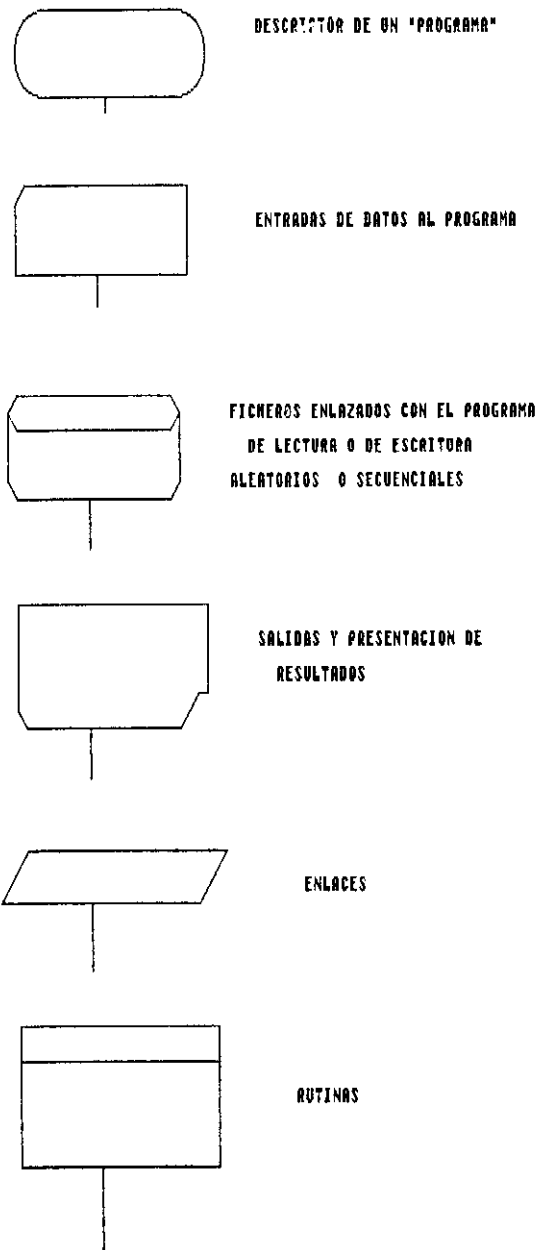 DESCRIPTOR DE UN "PROGRAMA"
ENTRADAS DE DATOS AL PROGRAMA
FICHEROS ENLAZADOS CON EL PROGRAMA
DE LECTURA O DE ESCRITURA
ALEATORIOS O SECUENCIALES
SALIDAS Y PRESENTACION DE
RESULTADOS
ENLACES
RUTINAS